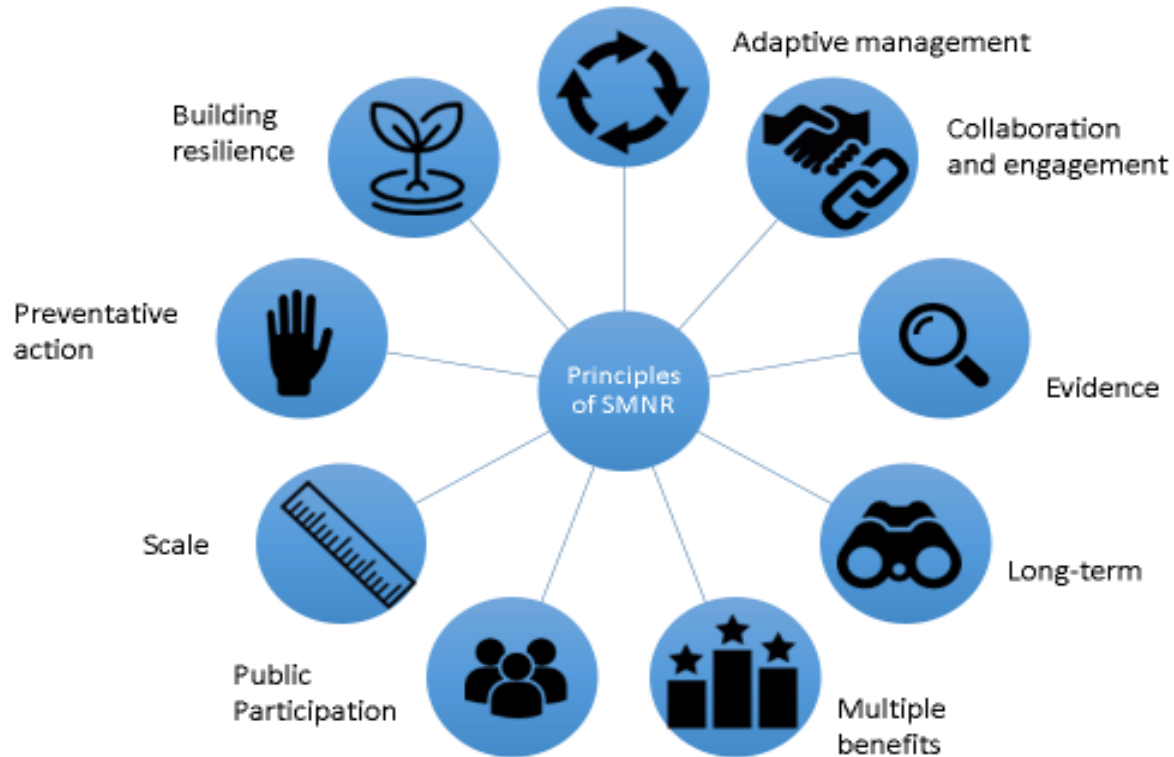 Adaptive management
Collaboration
and engagement
Evidence
Long-term
Multiple
benefits
Public
Participation
Scale
Preventative
action
Building
resilience
Principles
of SMNR